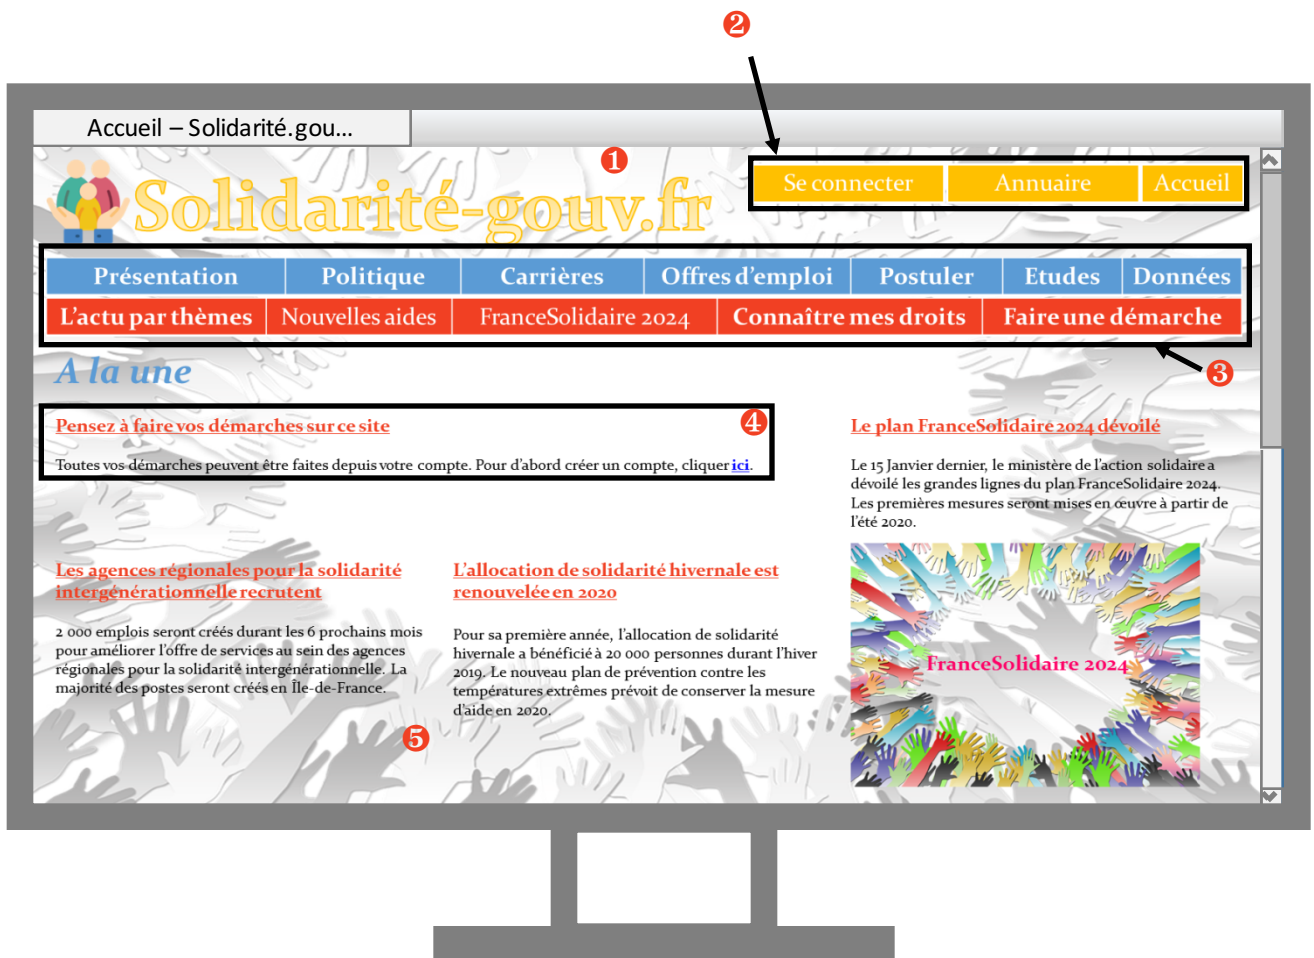 ❷
Accueil – Solidarité.gou...
❶
Solidarité-gouv.fr
Se connecter Annuaire Accueil
Présentation Politique Carrières Offres d'emploi Postuler Etudes Données
L'actu par thèmes Nouvelles aides FranceSolidaire 2024 Connaître mes droits Faire une démarche
❸
A la une
❹
Pensez à faire vos démarches sur ce site
Toutes vos démarches peuvent être faites depuis votre compte. Pour d'abord créer un compte, cliquer ici.
Le plan FranceSolidaire 2024 dévoilé
Le 15 Janvier dernier, le ministère de l'action solidaire a
dévoilé les grandes lignes du plan FranceSolidaire 2024.
Les premières mesures seront mises en œuvre à partir de
l'été 2020.
FranceSolidaire 2024
Les agences régionales pour la solidarité
intergénérationnelle recrutent
2 000 emplois seront créés durant les 6 prochains mois
pour améliorer l'offre de services au sein des agences
régionales pour la solidarité intergénérationnelle. La
majorité des postes seront créés en Île-de-France.
L'allocation de solidarité hivernale est
renouvelée en 2020
Pour sa première année, l'allocation de solidarité
hivernale a bénéficié à 20 000 personnes durant l'hiver
2019. Le nouveau plan de prévention contre les
températures extrêmes prévoit de conserver la mesure
d'aide en 2020.
❺